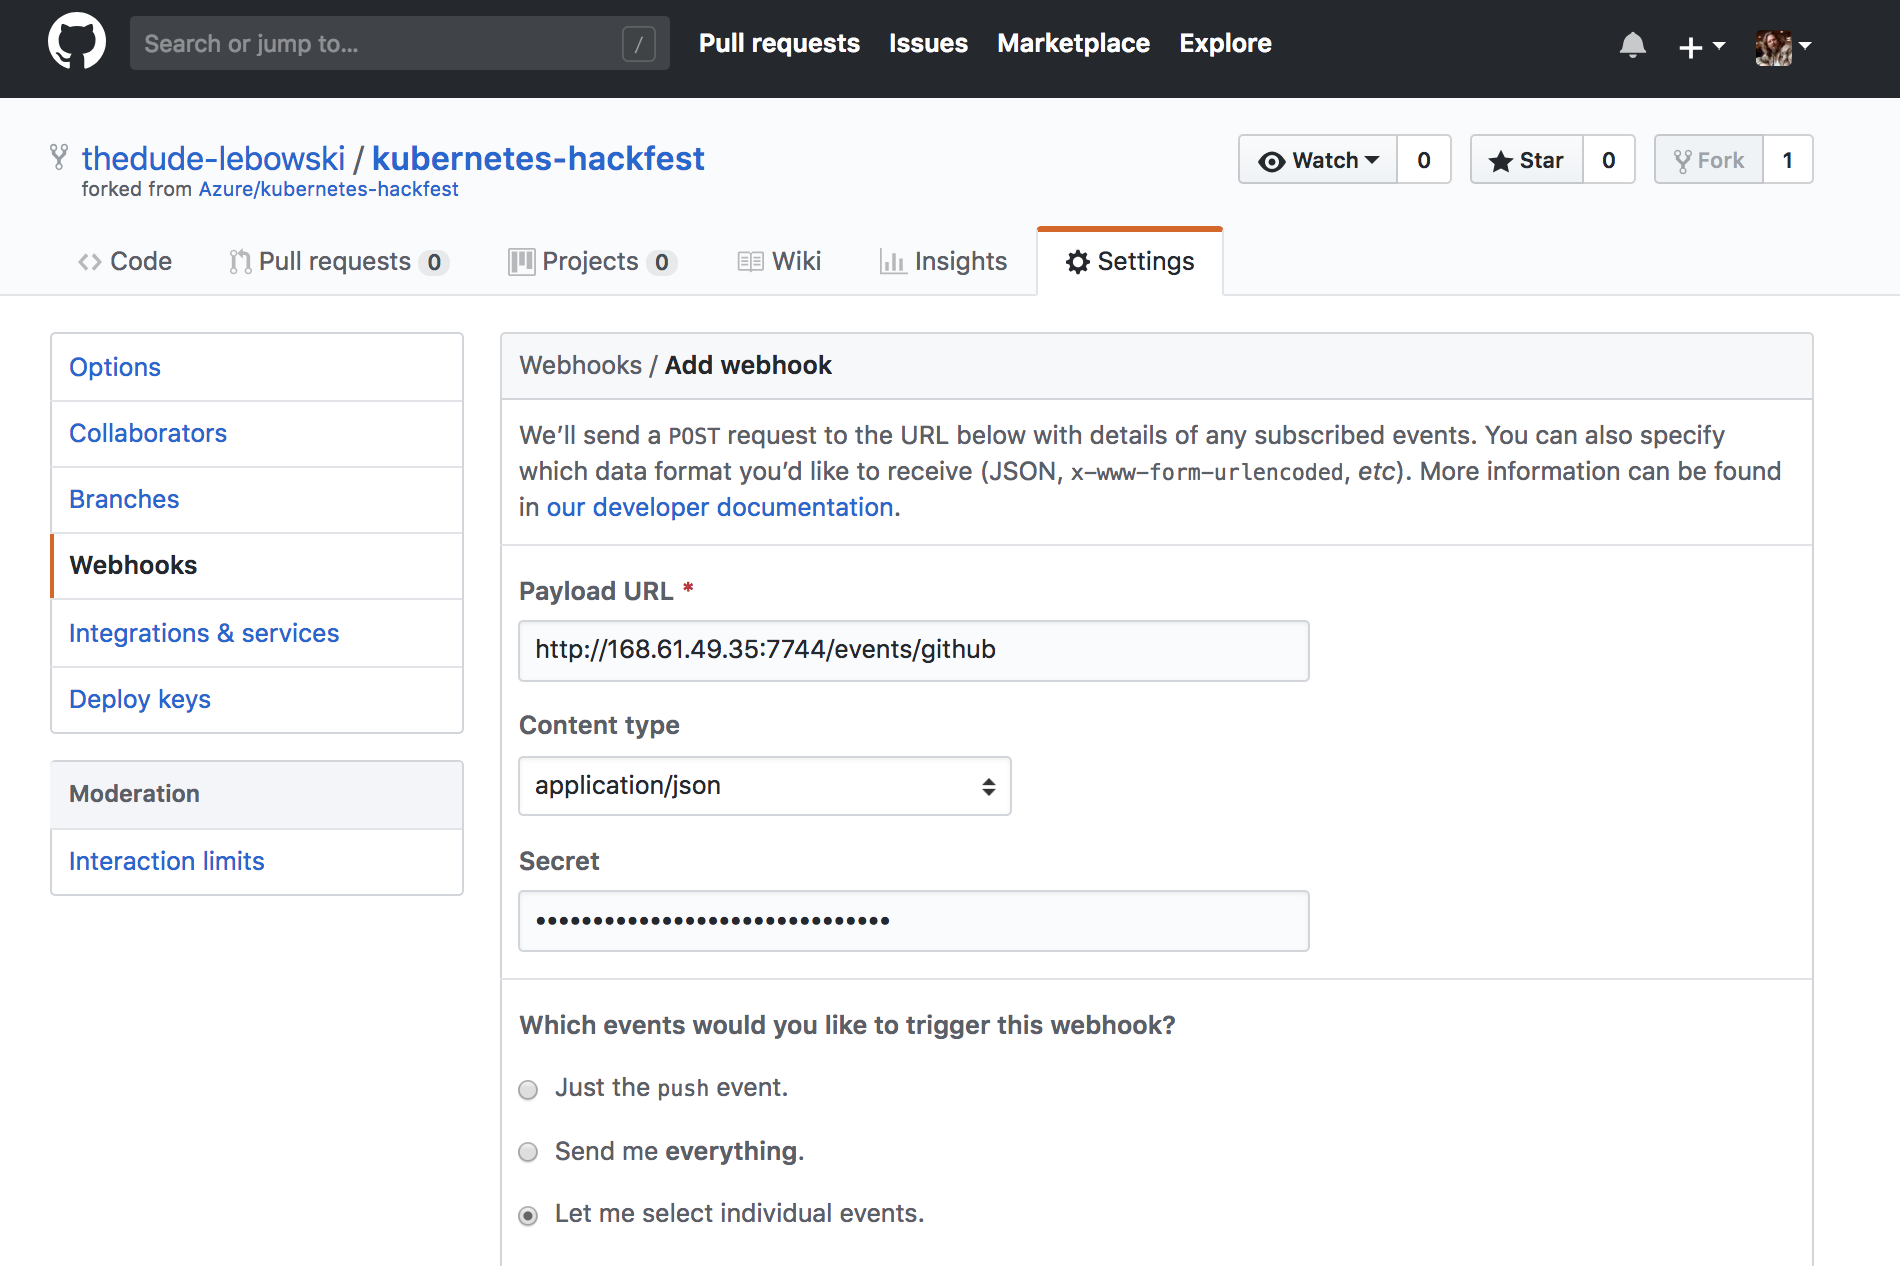 Search or jump to... /
Pull requests Issues Marketplace Explore
thedude-lebowski / kubernetes-hackfest
forked from Azure/kubernetes-hackfest
Watch 0 Star 0 Fork 1
Code Pull requests 0 Projects 0 Wiki Insights Settings
Options
Collaborators
Branches
Webhooks
Integrations & services
Deploy keys
Moderation
Interaction limits
Webhooks / Add webhook
We’ll send a POST request to the URL below with details of any subscribed events. You can also specify
which data format you’d like to receive (JSON, x-www-form-urlencoded, etc). More information can be found
in our developer documentation.
Payload URL *
http://168.61.49.35:7744/events/github
Content type
application/json
Secret
•••••••••••••••••••••••••••••••
Which events would you like to trigger this webhook?
Just the push event.
Send me everything.
Let me select individual events.